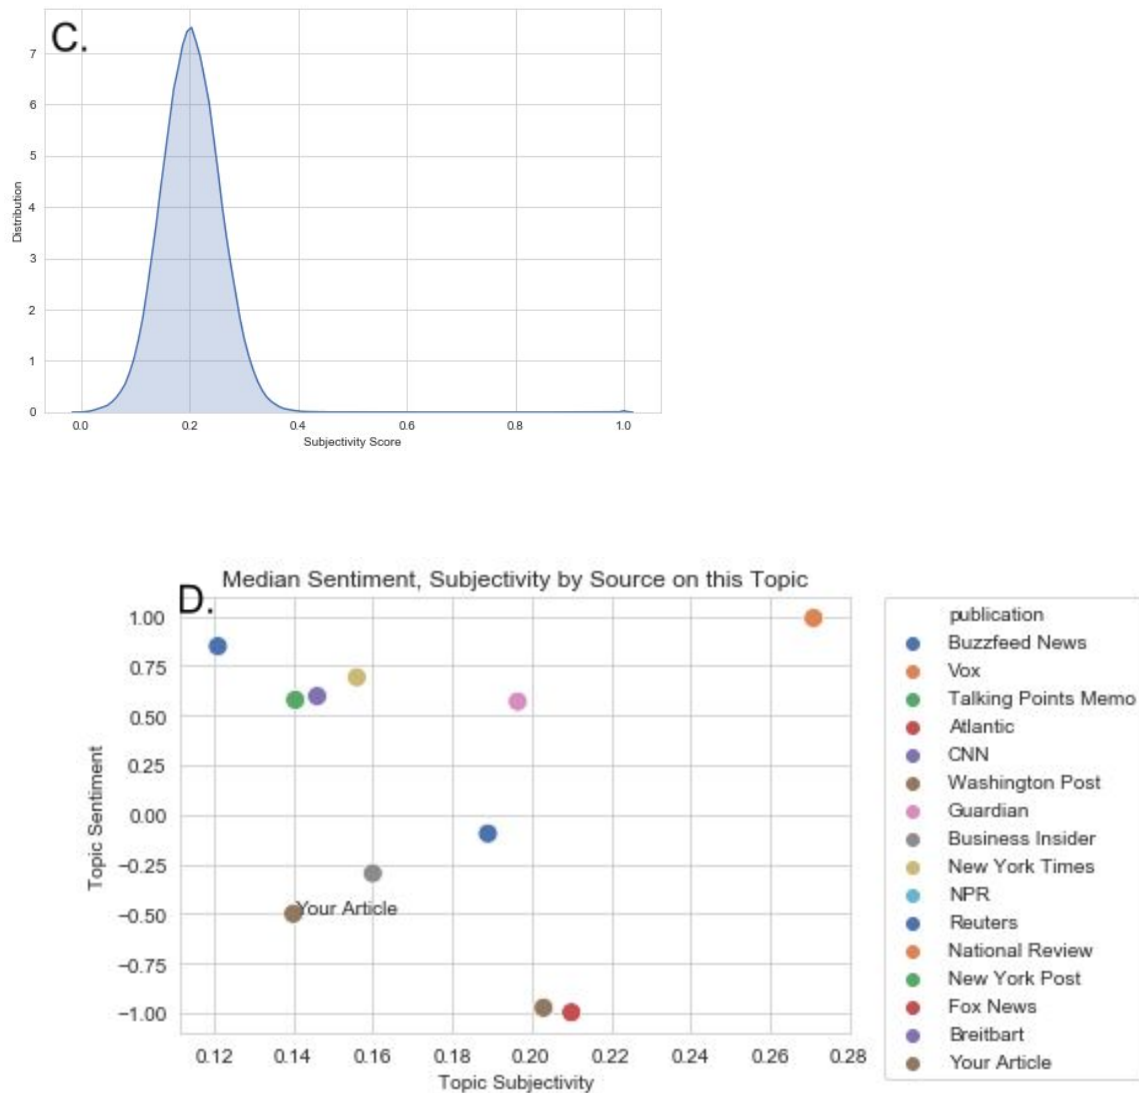 C.
7
6
5
4
3
2
1
0
Distribution
0.0 0.2 0.4 0.6 0.8 1.0
Subjectivity Score
Median Sentiment, Subjectivity by Source on this Topic
D.
1.00
0.75
0.50
0.25
0.00
−0.25
−0.50
−0.75
−1.00
Topic Sentiment
Your Article
0.12 0.14 0.16 0.18 0.20 0.22 0.24 0.26 0.28
Topic Subjectivity
publication
Buzzfeed News
Vox
Talking Points Memo
Atlantic
CNN
Washington Post
Guardian
Business Insider
New York Times
NPR
Reuters
National Review
New York Post
Fox News
Breitbart
Your Article